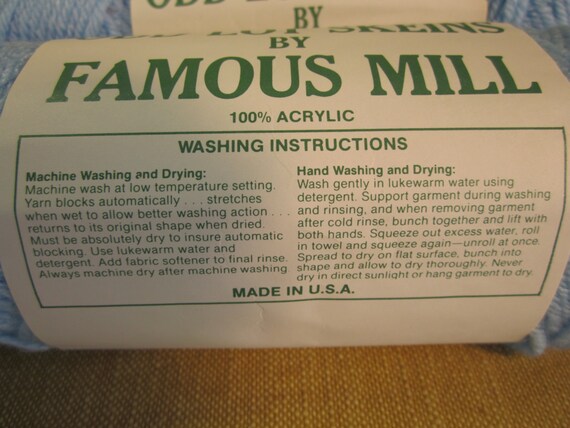 BY
SKEINS
BY
FAMOUS MILL
100% ACRYLIC
WASHING INSTRUCTIONS
Machine Washing and Drying:
Machine wash at low temperature setting.
Yarn blocks automatically . . . stretches
when wet to allow better washing action . . .
returns to its original shape when dried.
Must be absolutely dry to insure automatic
blocking. Use lukewarm water and
detergent. Add fabric softener to final rinse.
Always machine dry after machine washing.
Hand Washing and Drying:
Wash gently in lukewarm water using
detergent. Support garment during washing
and rinsing, and when removing garment
after cold rinse, bunch together and lift with
both hands. Squeeze out excess water, roll
in towel and squeeze again—unroll at once.
Spread to dry on flat surface, bunch into
shape and allow to dry thoroughly. Never
dry in direct sunlight or hang garment to dry.
MADE IN U.S.A.